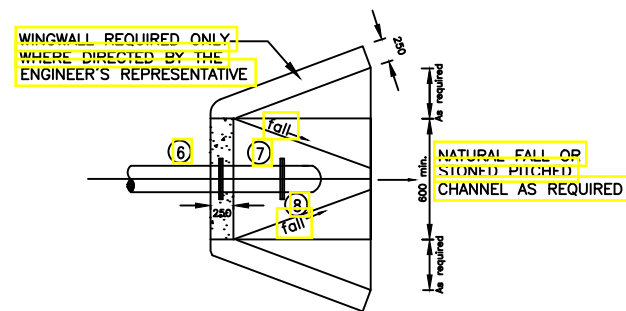 WINGWALL REQUIRED ONLY
WHERE DIRECTED BY THE
ENGINEER'S REPRESENTATIVE
250
As required
fall
6
7
NATURAL FALL OR
STONED PITCHED
CHANNEL AS REQUIRED
600 min.
8
250
fall
As required